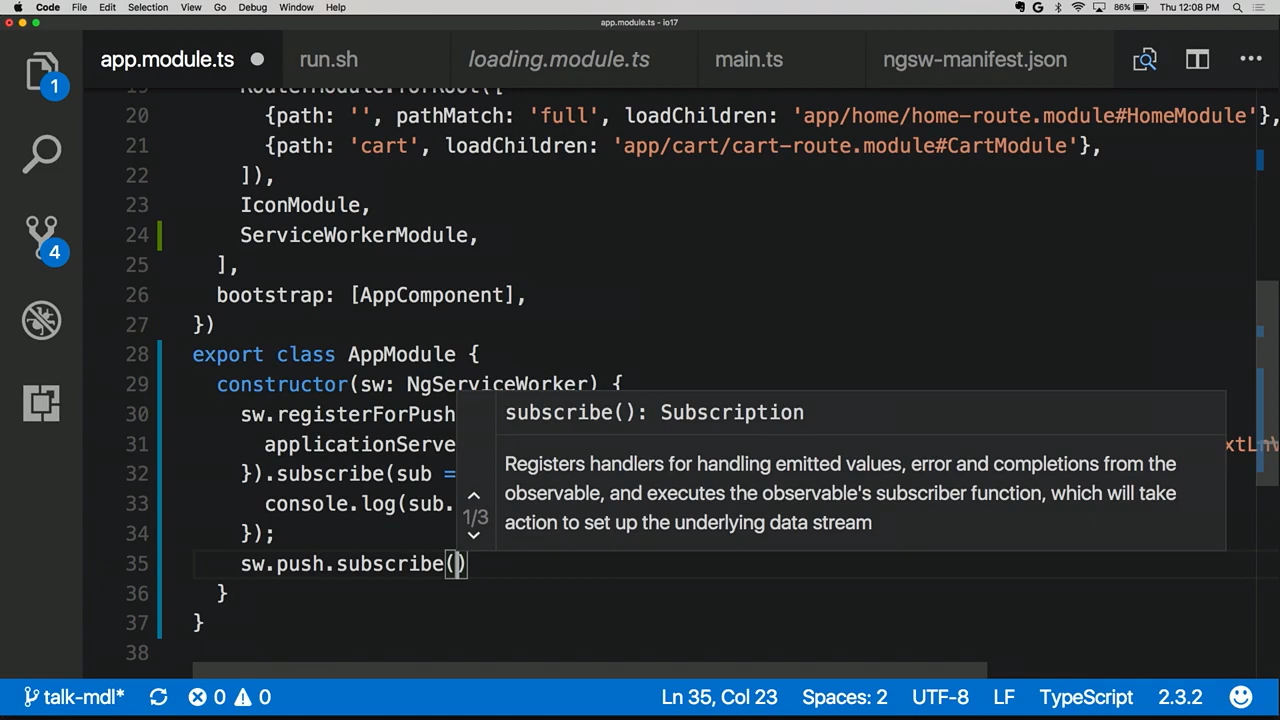 Code File Edit Selection View Go Debug Window Help 86% Thu 12:08 PM
app.module.ts - io17
app.module.ts run.sh loading.module.ts main.ts ngsw-manifest.json
19 RouterModule.forRoot([
20 {path: '', pathMatch: 'full', loadChildren: 'app/home/home-route.module#HomeModule'},
21 {path: 'cart', loadChildren: 'app/cart/cart-route.module#CartModule'},
22 ]),
23 IconModule,
24 ServiceWorkerModule,
25 ],
26 bootstrap: [AppComponent],
27 })
28 export class AppModule {
29 constructor(sw: NgServiceWorker) {
30 sw.registerForPush
31 applicationServe
32 }).subscribe(sub =
33 console.log(sub.
34 });
35 sw.push.subscribe()
36 }
37 }
38
subscribe(): Subscription
Registers handlers for handling emitted values, error and completions from the
observable, and executes the observable's subscriber function, which will take
action to set up the underlying data stream
1/3
1
4
talk-mdl* 0 0 Ln 35, Col 23 Spaces: 2 UTF-8 LF TypeScript 2.3.2